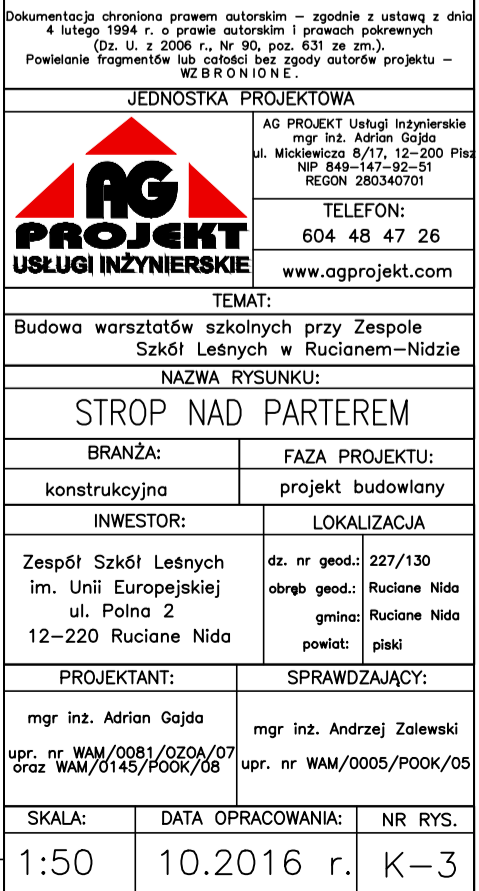 Dokumentacja chroniona prawem autorskim – zgodnie z ustawą z dnia
4 lutego 1994 r. o prawie autorskim i prawach pokrewnych
(Dz. U. z 2006 r., Nr 90, poz. 631 ze zm.).
Powielanie fragmentów lub całości bez zgody autorów projektu –
WZBRONIONE.
JEDNOSTKA PROJEKTOWA
AG
PROJEKT
USŁUGI INŻYNIERSKIE
AG PROJEKT Usługi Inżynierskie
mgr inż. Adrian Gajda
ul. Mickiewicza 8/17, 12–200 Pisz
NIP 849–147–92–51
REGON 280340701
TELEFON:
604 48 47 26
www.agprojekt.com
TEMAT:
Budowa warsztatów szkolnych przy Zespole
Szkół Leśnych w Rucianem–Nidzie
NAZWA RYSUNKU:
STROP NAD PARTEREM
BRANŻA:
konstrukcyjna
FAZA PROJEKTU:
projekt budowlany
INWESTOR:
Zespół Szkół Leśnych
im. Unii Europejskiej
ul. Polna 2
12–220 Ruciane Nida
LOKALIZACJA
dz. nr geod.: 227/130
obręb geod.: Ruciane Nida
gmina: Ruciane Nida
powiat: piski
PROJEKTANT:
mgr inż. Adrian Gajda
upr. nr WAM/0081/OZOA/07
oraz WAM/0145/POOK/08
SPRAWDZAJĄCY:
mgr inż. Andrzej Zalewski
upr. nr WAM/0005/POOK/05
SKALA:
1:50
DATA OPRACOWANIA:
10.2016 r.
NR RYS.
K–3